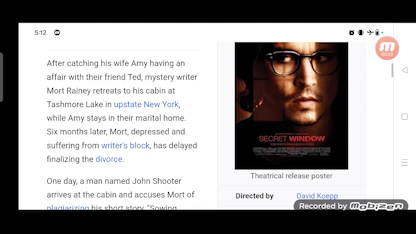 5:12
After catching his wife Amy having an
affair with their friend Ted, mystery writer
Mort Rainey retreats to his cabin at
Tashmore Lake in upstate New York,
while Amy stays in their marital home.
Six months later, Mort, depressed and
suffering from writer's block, has delayed
finalizing the divorce.
One day, a man named John Shooter
arrives at the cabin and accuses Mort of
plagiarizing his short story, "Sowing
SECRET WINDOW
Theatrical release poster
Directed by David Koepp
Recorded by Mobizen